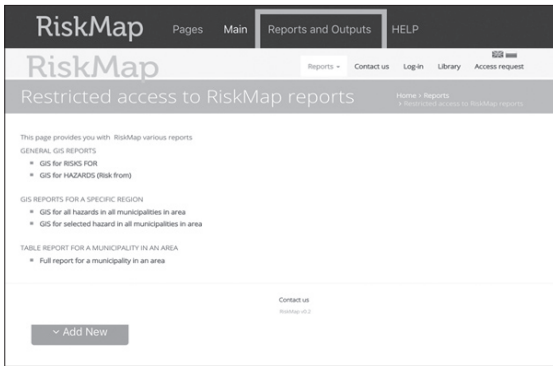 RiskMap Pages Main Reports and Outputs HELP
RiskMap Reports Contact us Log-in Library Access request
Restricted access to RiskMap reports
Home › Reports
› Restricted access to RiskMap reports
This page provides you with RiskMap various reports
GENERAL GIS REPORTS
GIS for RISKS FOR
GIS for HAZARDS (Risk from)
GIS REPORTS FOR A SPECIFIC REGION
GIS for all hazards in all municipalities in area
GIS for selected hazard in all municipalities in area
TABLE REPORT FOR A MUNICIPALITY IN AN AREA
Full report for a municipality in an area
Contact us
RiskMap v0.2
Add New